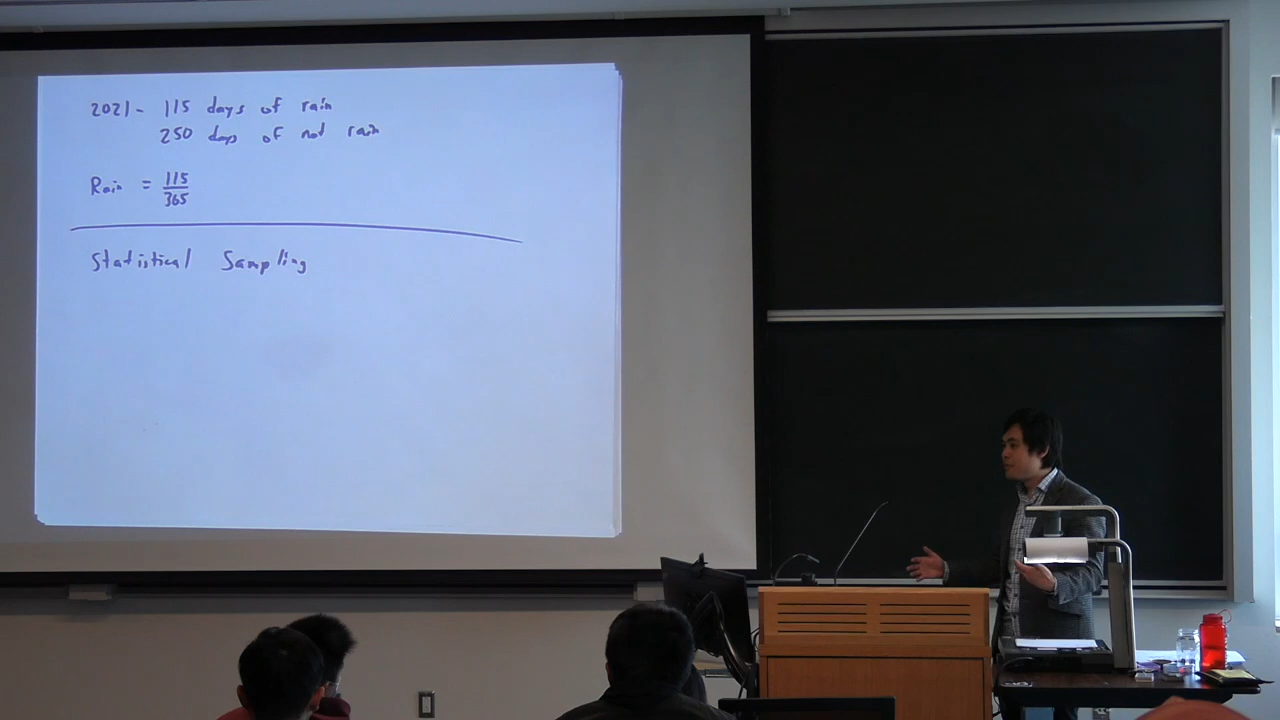 2021 - 115 days of rain
250 days of not rain
Rain = 115/365
Statistical Sampling